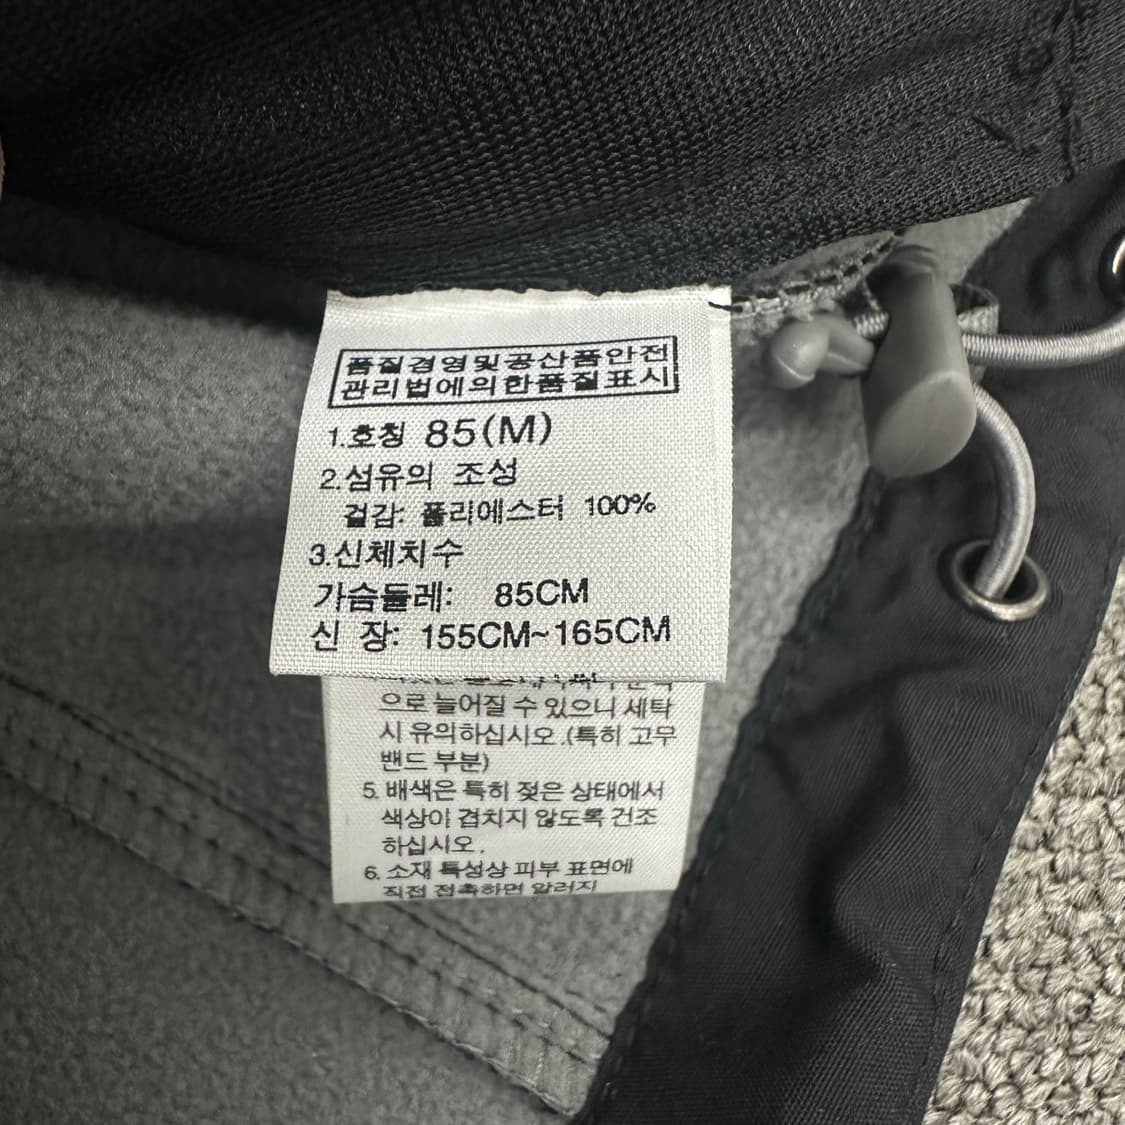 품질경영및공산품안전
관리법에의한품질표시
1.호칭 85(M)
2.섬유의 조성
겉감: 폴리에스터 100%
3.신체치수
가슴둘레: 85CM
신 장: 155CM~165CM
으로 늘어질 수 있으니 세탁
시 유의하십시오.(특히 고무
밴드 부분)
5. 배색은 특히 젖은 상태에서
색상이 겹치지 않도록 건조
하십시오.
6. 소재 특성상 피부 표면에
직접 접촉하면 알러지